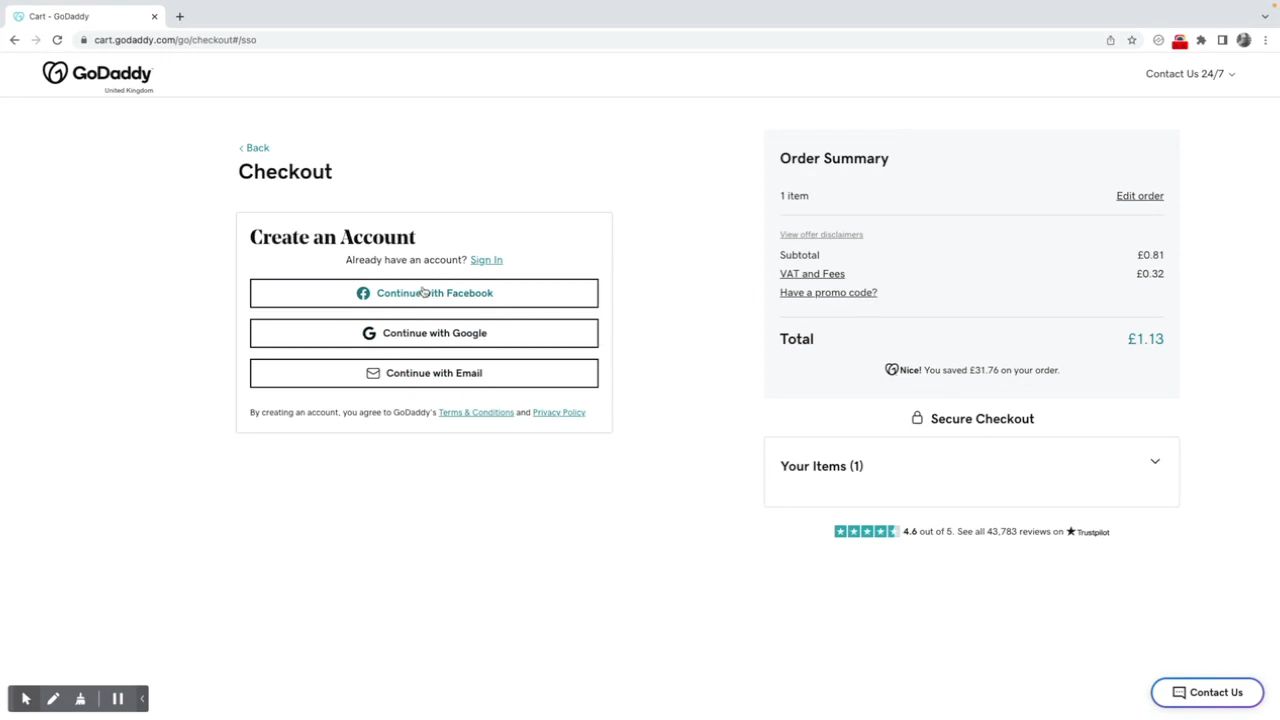 Cart - GoDaddy
cart.godaddy.com/go/checkout#/sso
GoDaddy
United Kingdom
Contact Us 24/7
Back
Checkout
Create an Account
Already have an account? Sign In
Continue with Facebook
Continue with Google
Continue with Email
By creating an account, you agree to GoDaddy's Terms & Conditions and Privacy Policy
Order Summary
1 item Edit order
View offer disclaimers
Subtotal £0.81
VAT and Fees £0.32
Have a promo code?
Total £1.13
Nice! You saved £31.76 on your order.
Secure Checkout
Your Items (1)
4.6 out of 5. See all 43,783 reviews on Trustpilot
Contact Us